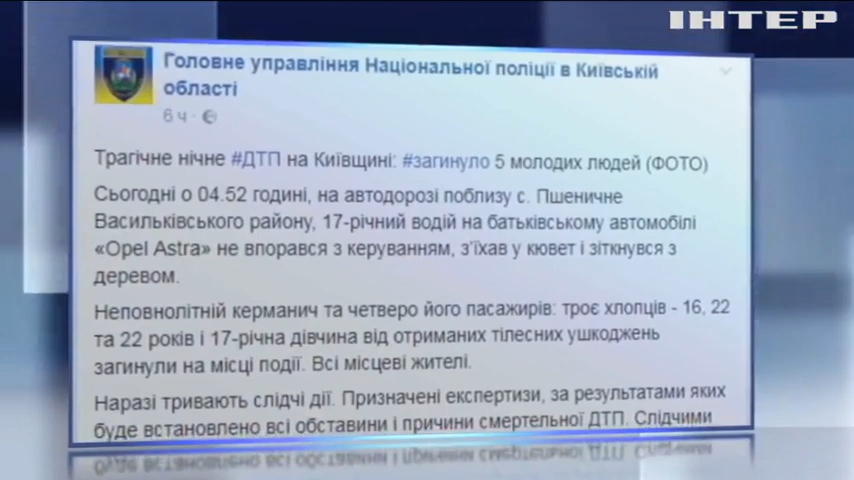 ІНТЕР
Головне управління Національної поліції в Київській
області
6 ч ·
Трагічне нічне #ДТП на Київщині: #загинуло 5 молодих людей (ФОТО)
Сьогодні о 04.52 годині, на автодорозі поблизу с. Пшеничне
Васильківського району, 17-річний водій на батьківському автомобілі
«Opel Astra» не впорався з керуванням, з’їхав у кювет і зіткнувся з
деревом.
Неповнолітній керманич та четверо його пасажирів: троє хлопців - 16, 22
та 22 років і 17-річна дівчина від отриманих тілесних ушкоджень
загинули на місці події. Всі місцеві жителі.
Наразі тривають слідчі дії. Призначені експертизи, за результатами яких
буде встановлено всі обставини і причини смертельної ДТП. Слідчими